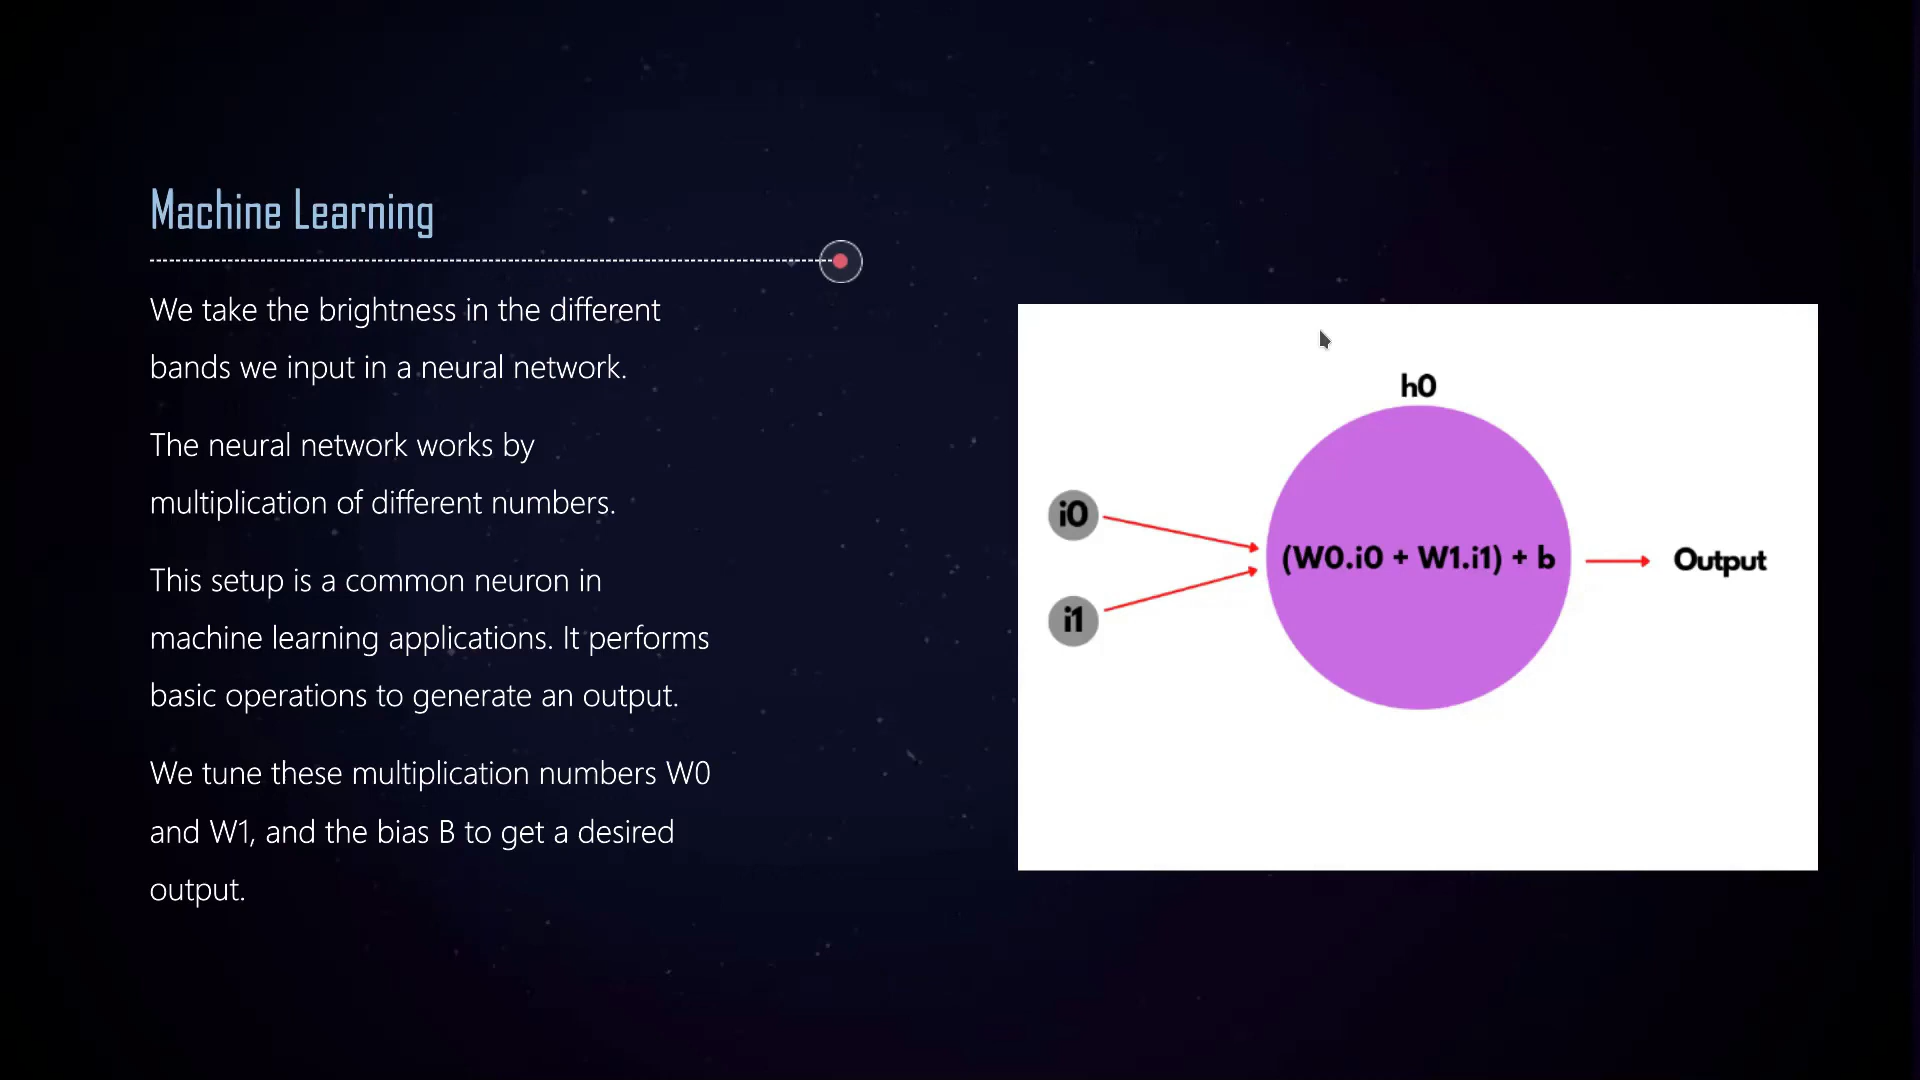 Machine Learning
We take the brightness in the different
bands we input in a neural network.
The neural network works by
multiplication of different numbers.
This setup is a common neuron in
machine learning applications. It performs
basic operations to generate an output.
We tune these multiplication numbers W0
and W1, and the bias B to get a desired
output.
h0
i0
(W0.i0 + W1.i1) + b
Output
i1